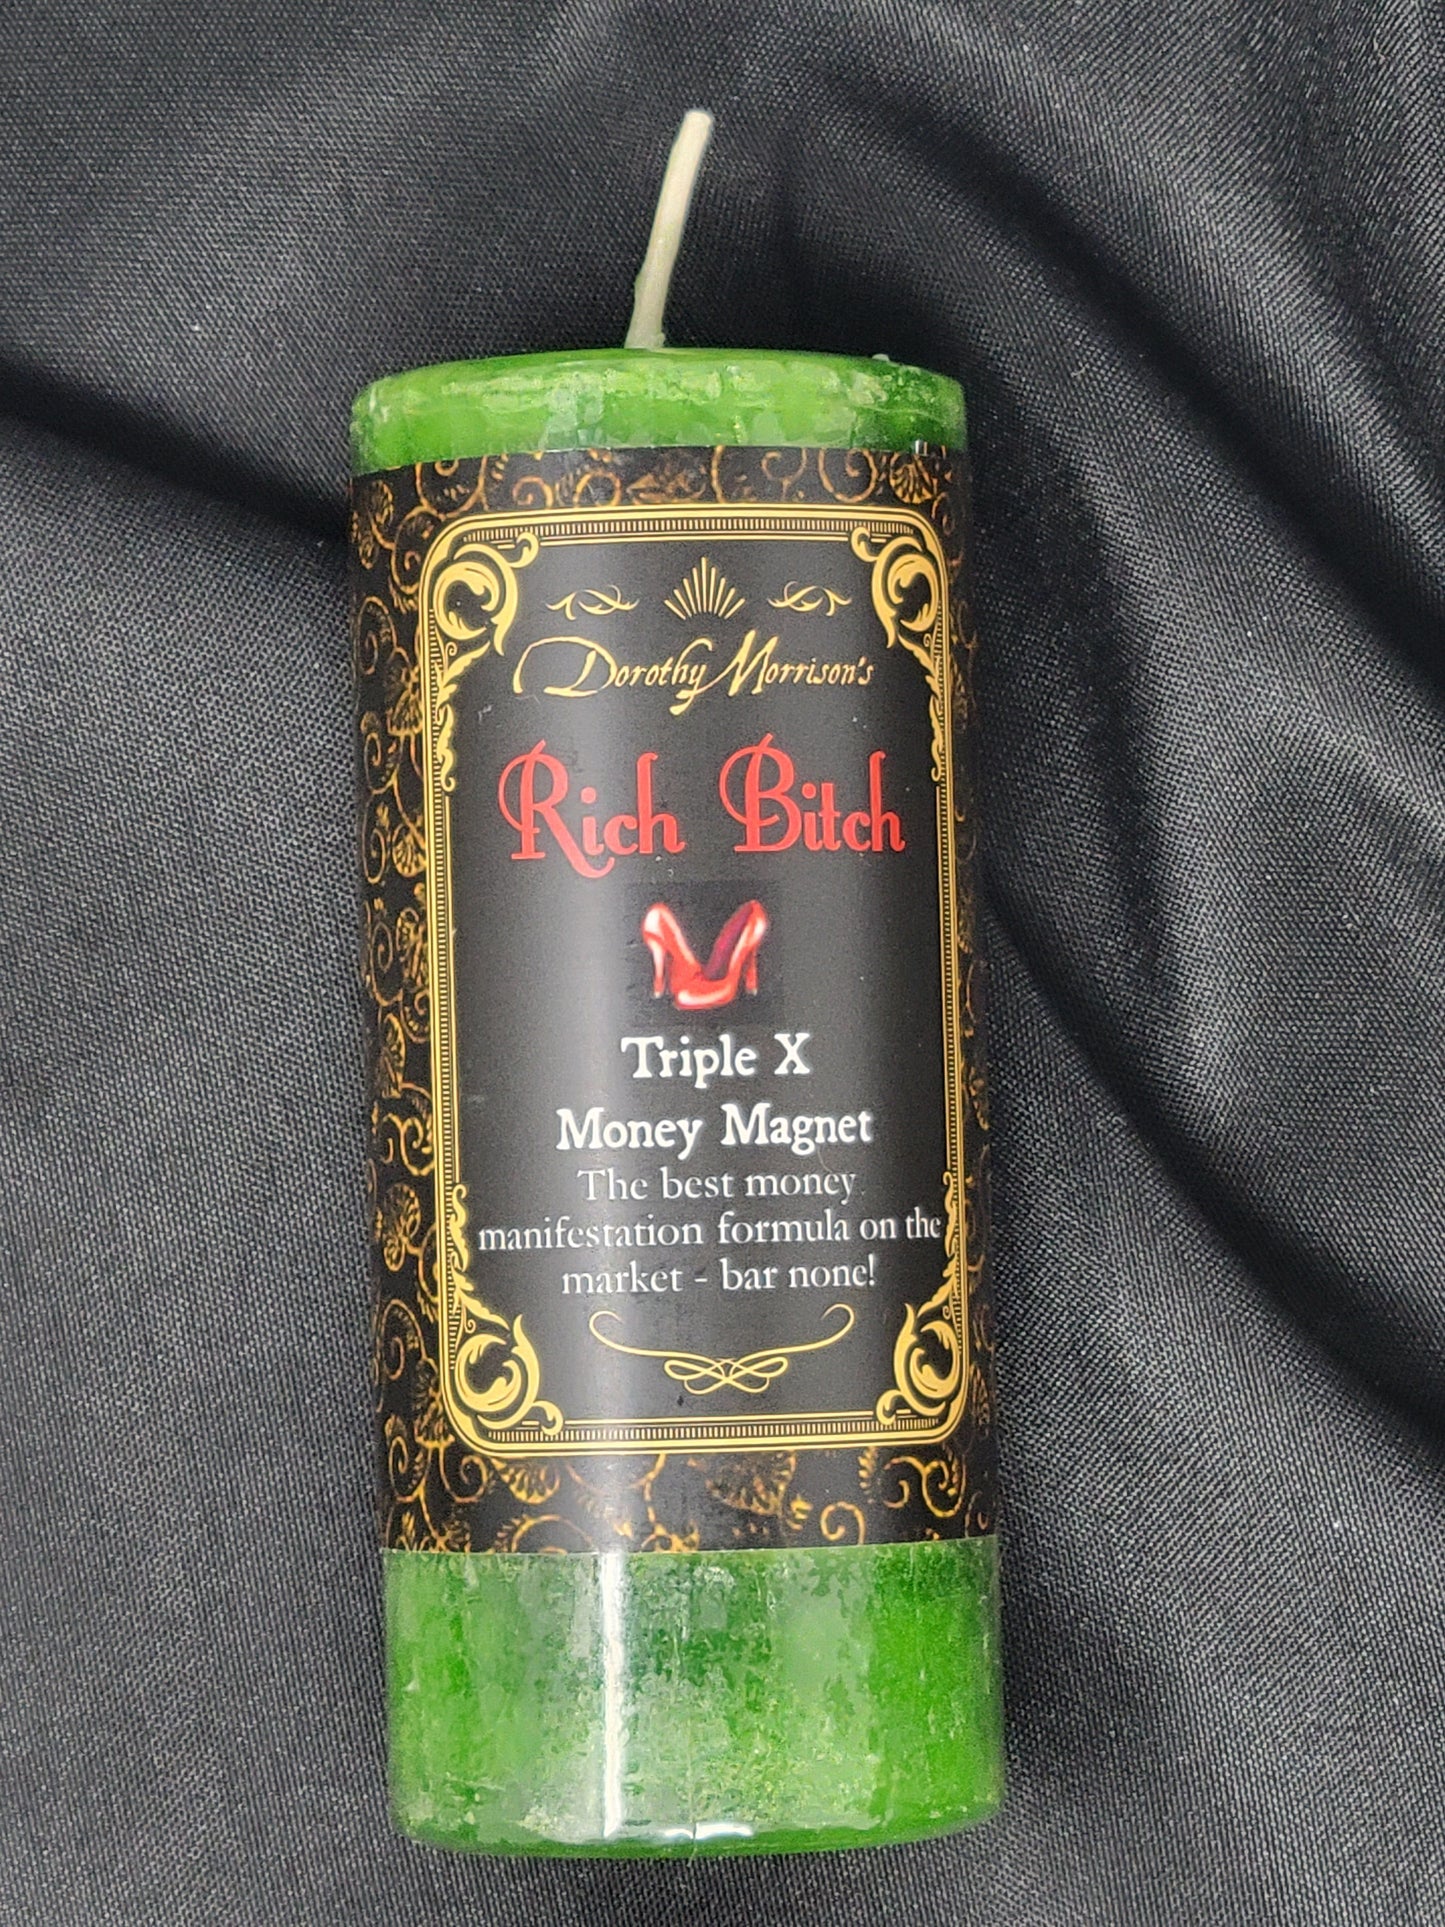 Dorothy Morrison's
Rich Bitch
Triple X
Money Magnet
The best money
manifestation formula on the
market - bar none!